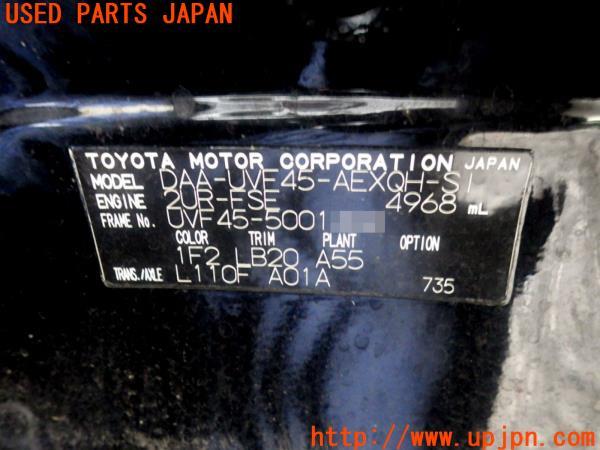 USED PARTS JAPAN
TOYOTA MOTOR CORPORATION JAPAN
MODEL DAA-UVF45-AEXQH-S1
ENGINE 2UR-FSE 4968 mL
FRAME No. UVF45-5001
COLOR TRIM PLANT OPTION
1F2 LB20 A55
TRANS./AXLE L110F A01A 735
http://www.upjpn.com/